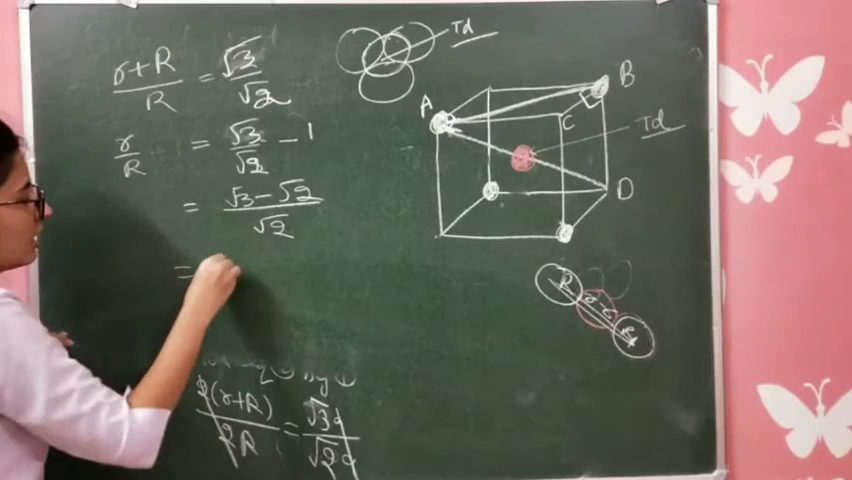 (r+R)/R = √3/√2
r/R = √3/√2 - 1
= (√3-√2)/√2
=
2(r+R)/2R = √3a/√2a
Td
A
B
C
Td
D
R
r
r
R